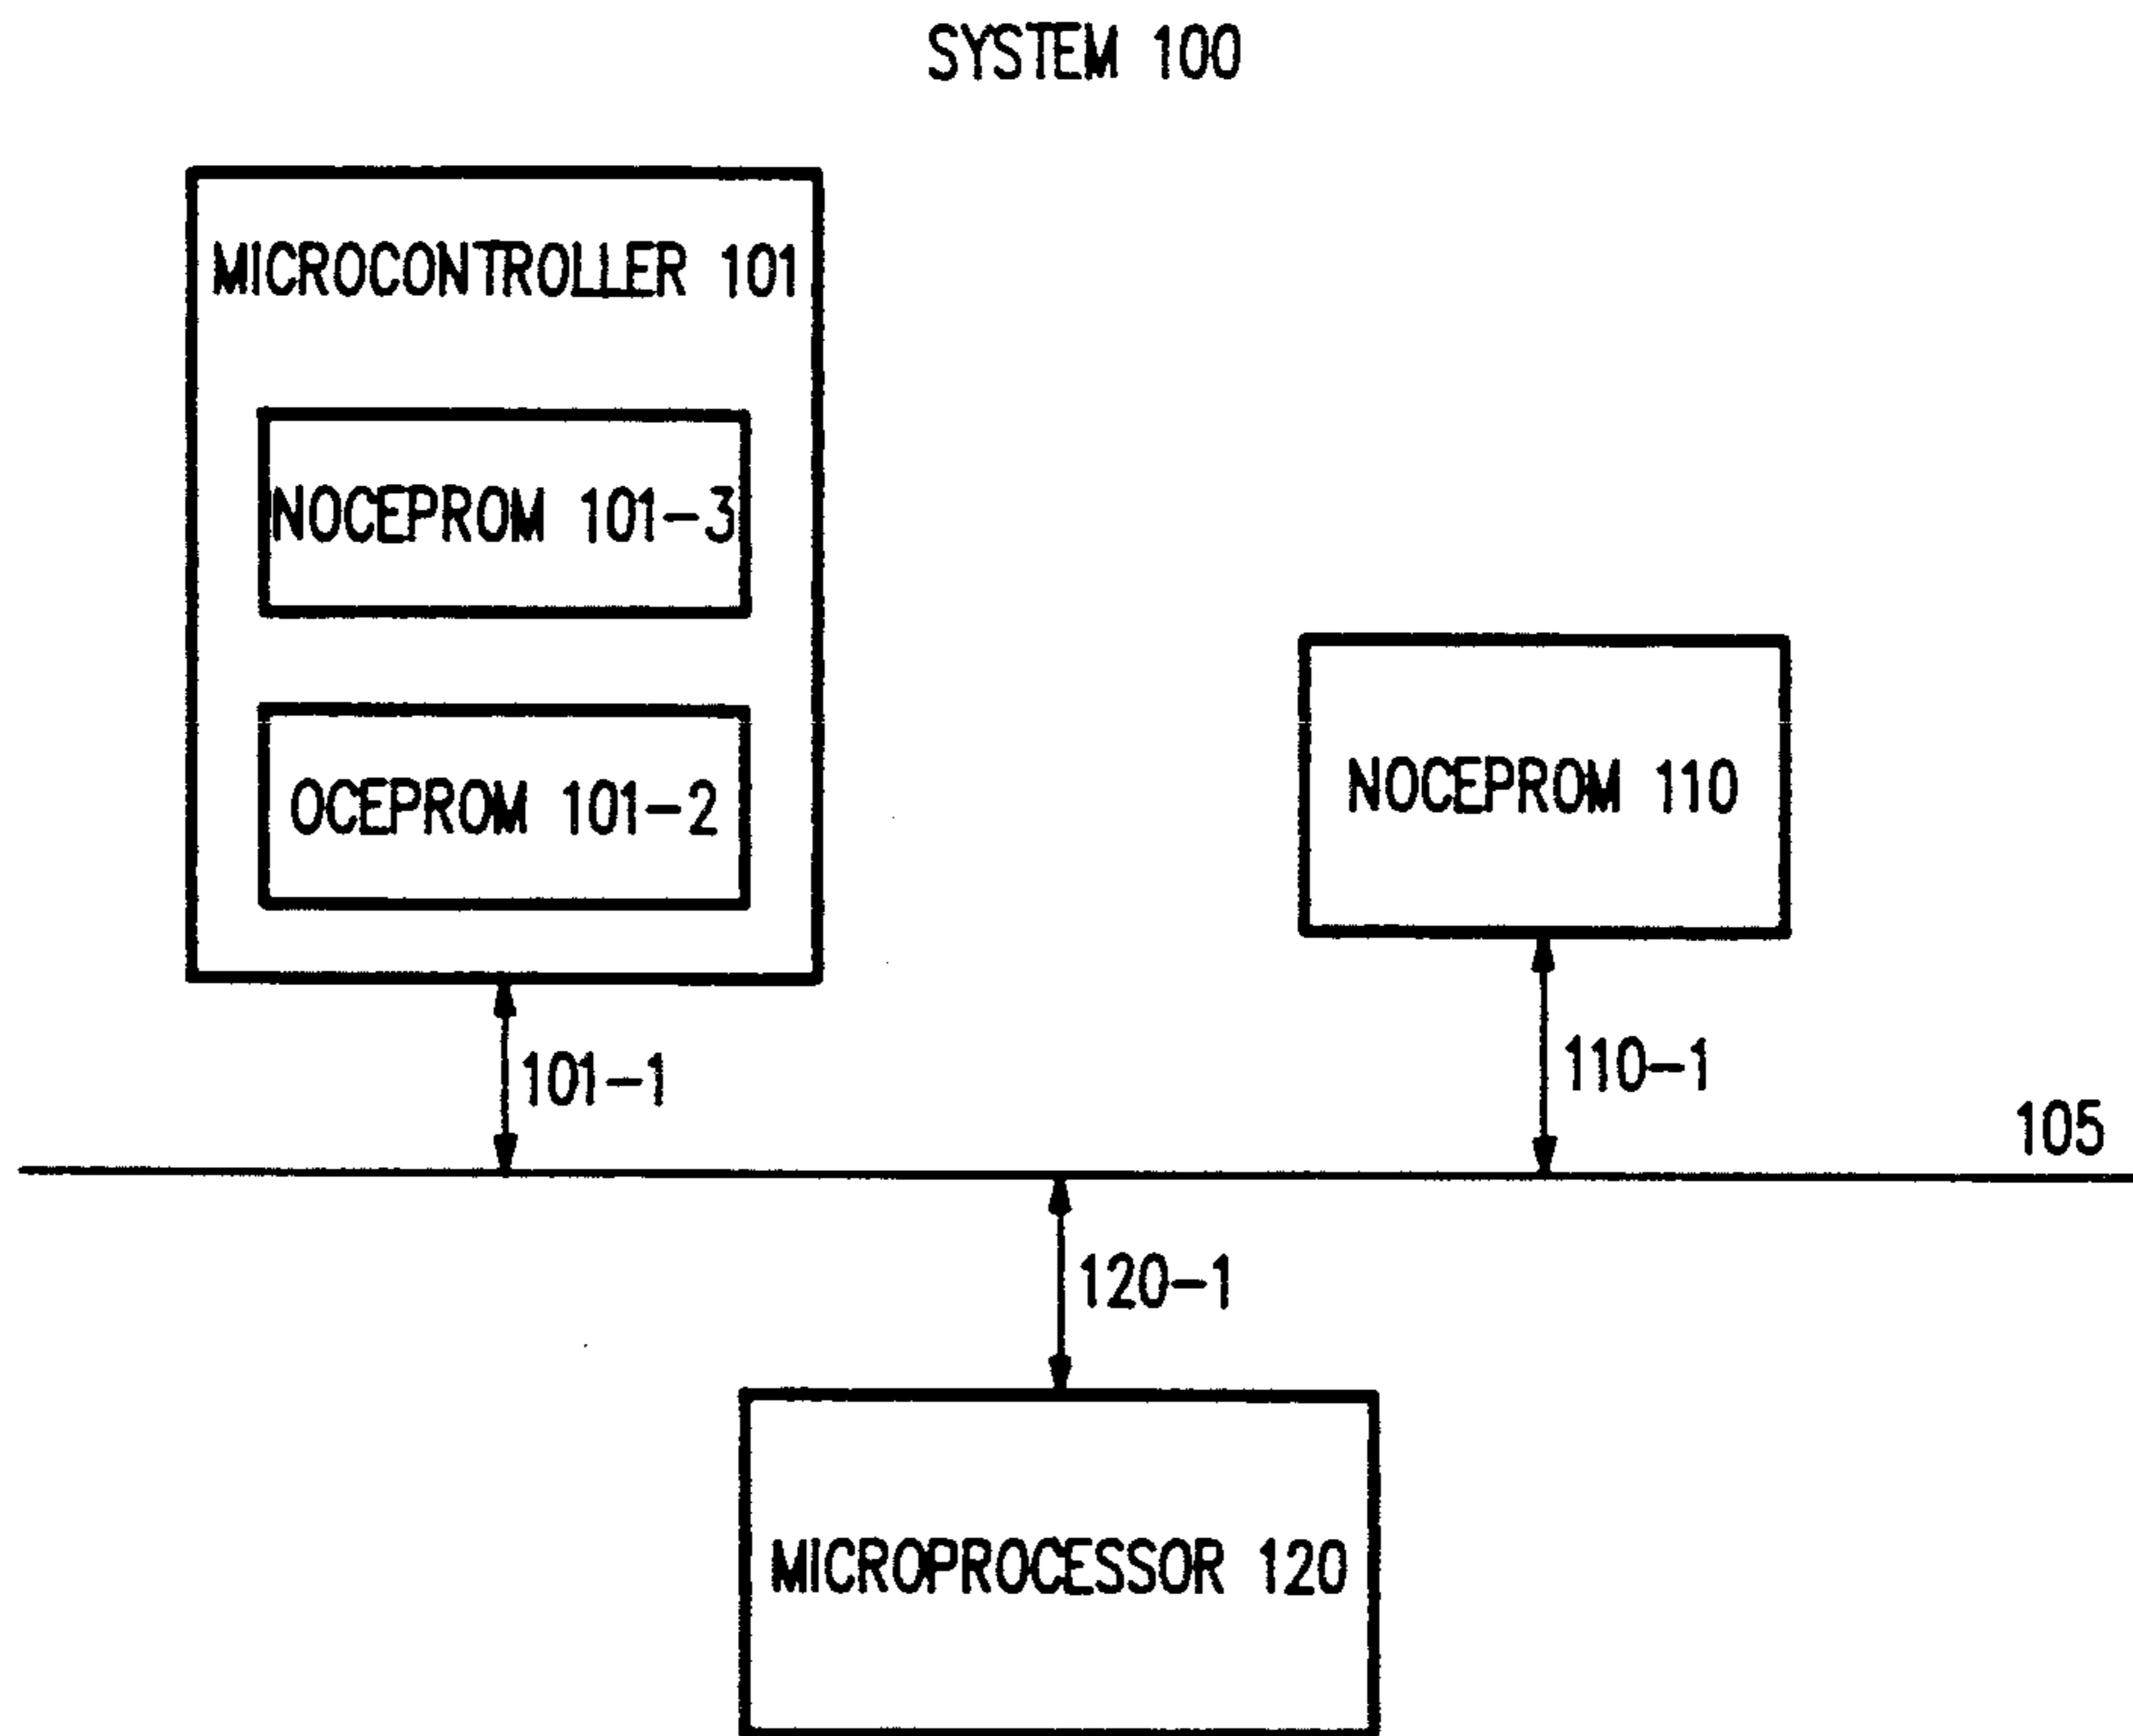 SYSTEM 100
MICROCONTROLLER 101
NOCEPROM 101-3
OCEPROM 101-2
NOCEPROM 110
101-1
110-1
105
120-1
MICROPROCESSOR 120